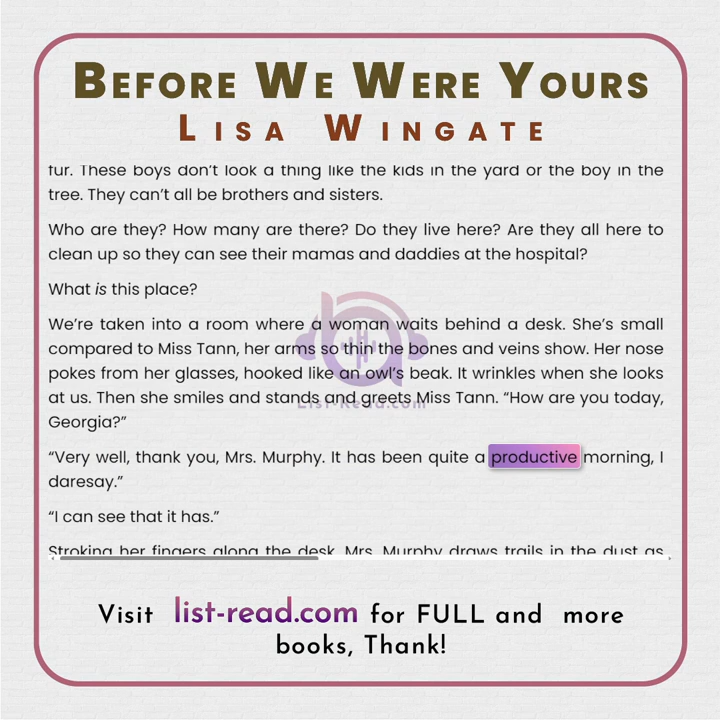 BEFORE WE WERE YOURS
LISA WINGATE
fur. These boys don’t look a thing like the kids in the yard or the boy in the
tree. They can’t all be brothers and sisters.
Who are they? How many are there? Do they live here? Are they all here to
clean up so they can see their mamas and daddies at the hospital?
What is this place?
We’re taken into a room where a woman waits behind a desk. She’s small
compared to Miss Tann, her arms so thin the bones and veins show. Her nose
pokes from her glasses, hooked like an owl’s beak. It wrinkles when she looks
at us. Then she smiles and stands and greets Miss Tann. “How are you today,
List-Read.com
Georgia?”
“Very well, thank you, Mrs. Murphy. It has been quite a productive morning, I
daresay.”
“I can see that it has.”
Stroking her fingers along the desk, Mrs. Murphy draws trails in the dust as
Visit list-read.com for FULL and more
books, Thank!